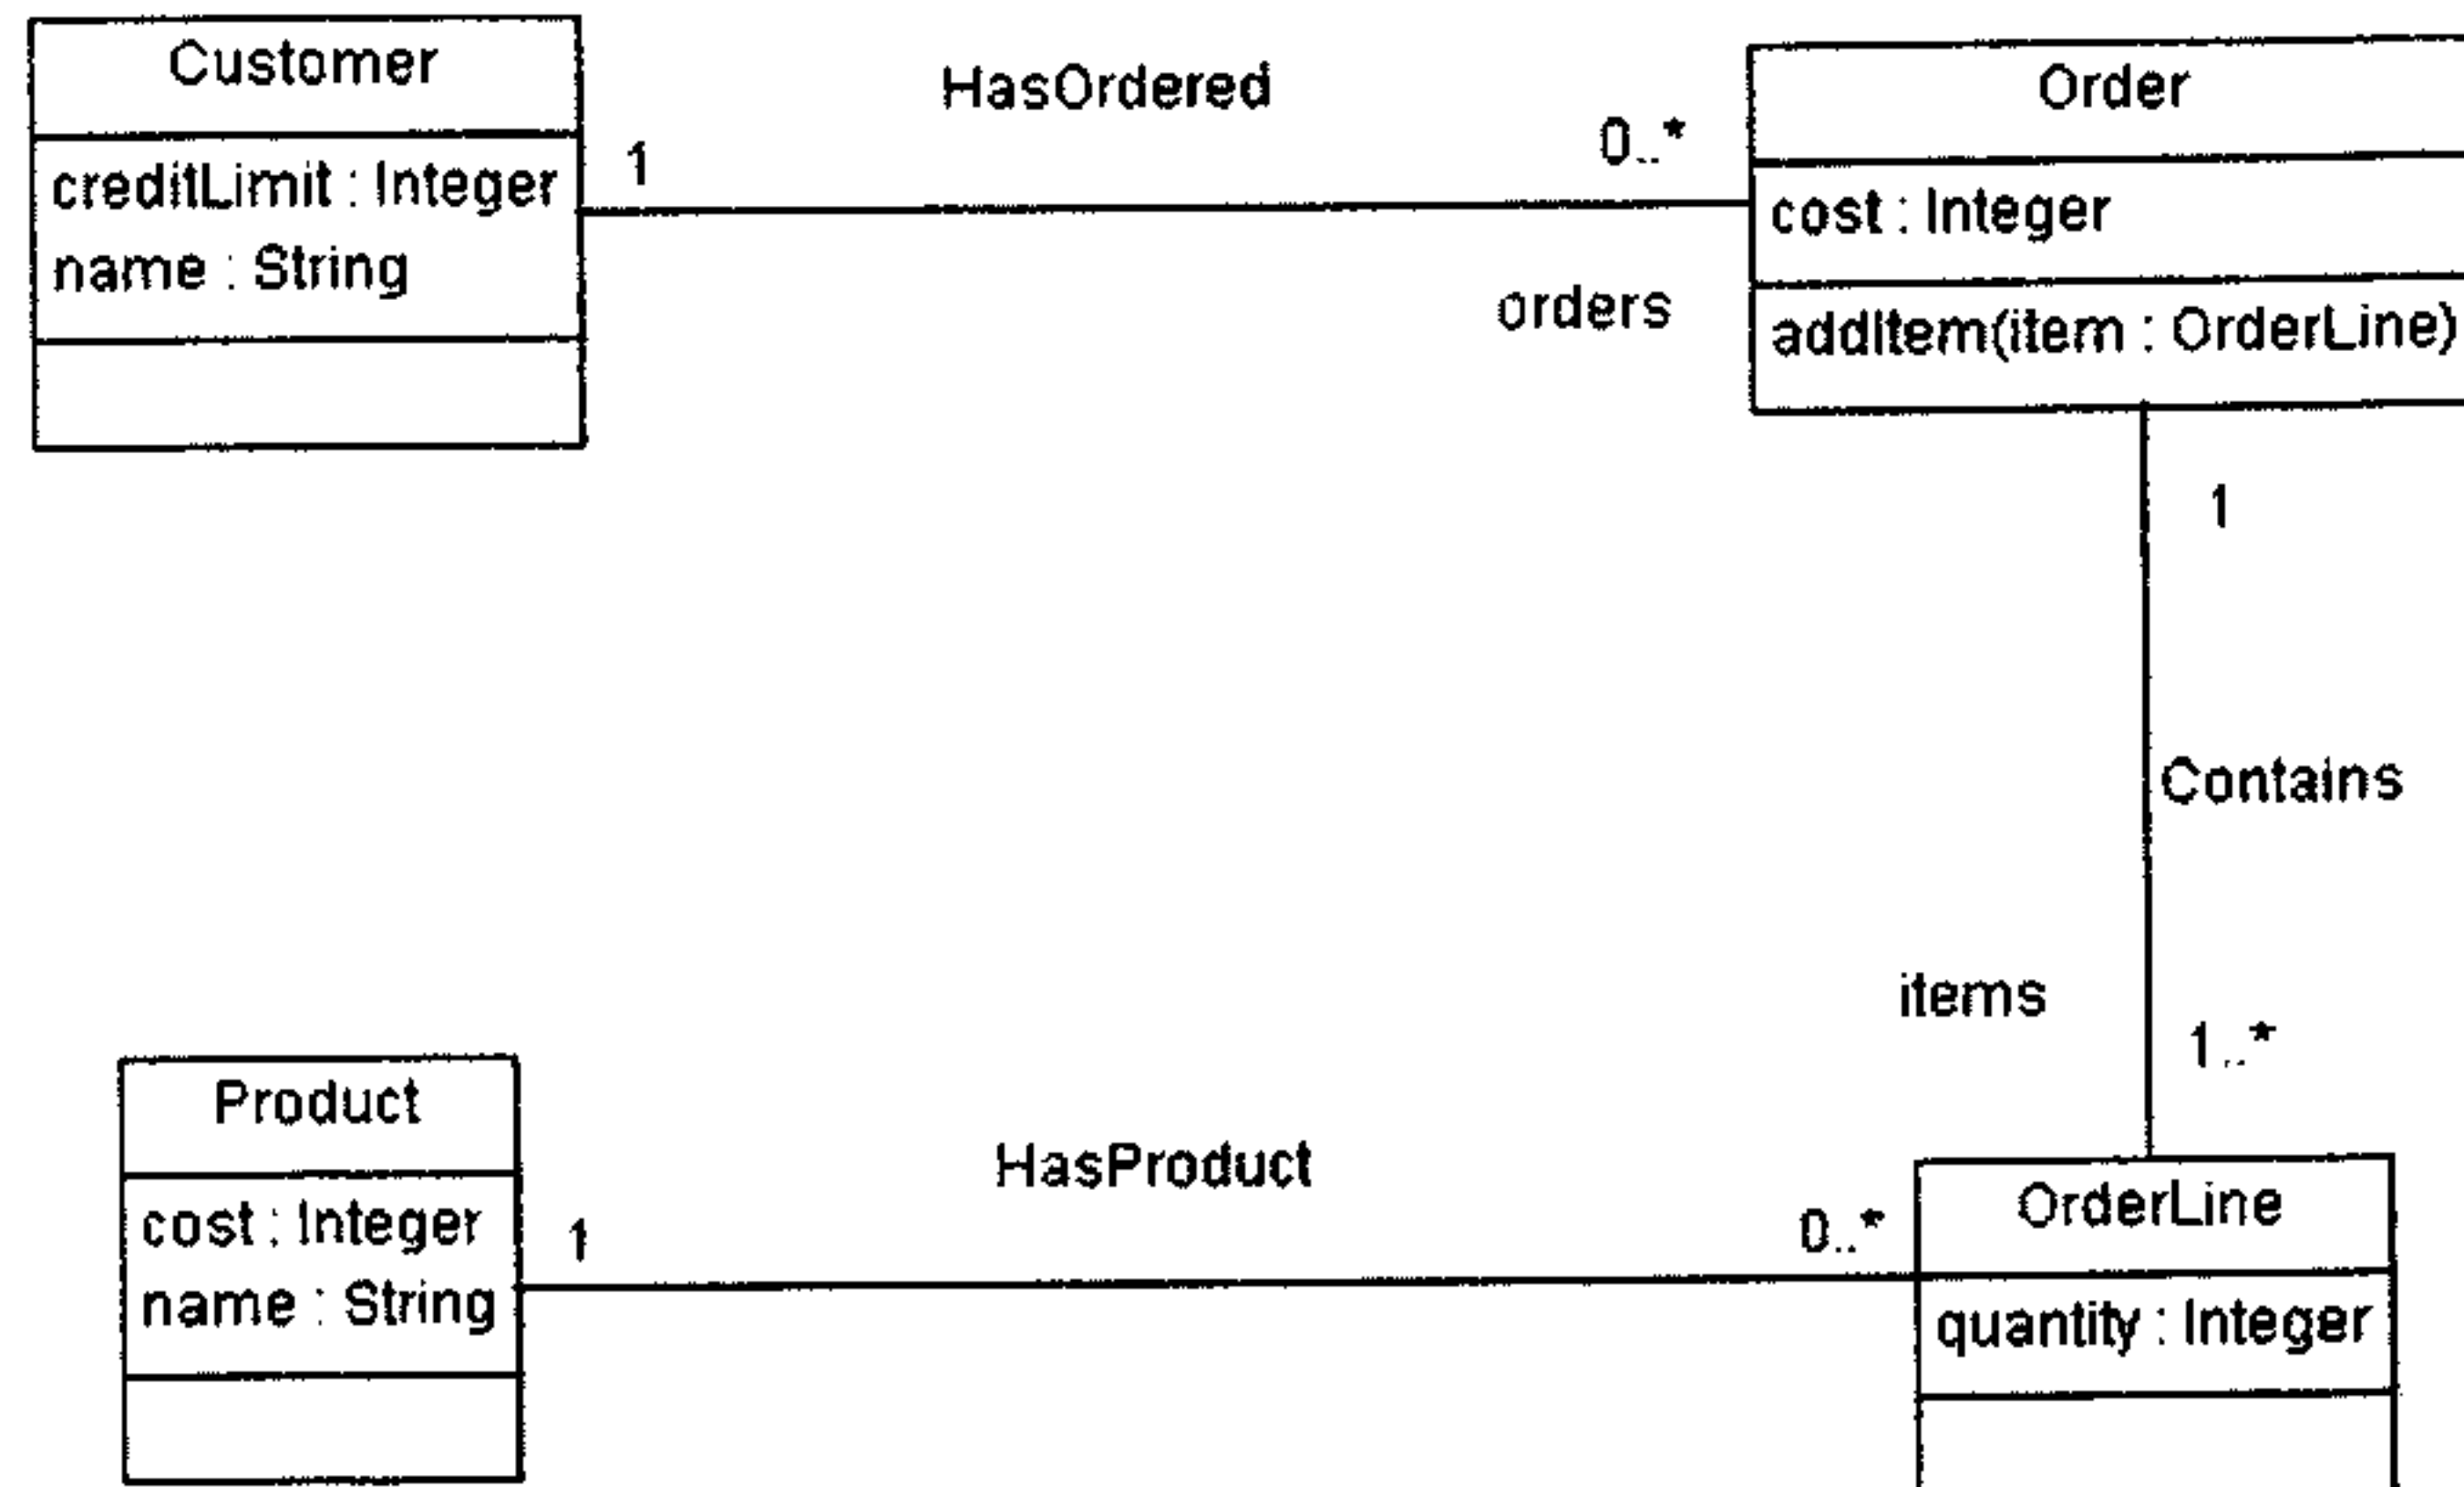 Customer
creditLimit : Integer
name : String
HasOrdered
1
0..*
orders
Order
cost : Integer
addItem(item : OrderLine)
1
Contains
items
1..*
Product
cost : Integer
name : String
HasProduct
1
0..*
OrderLine
quantity : Integer